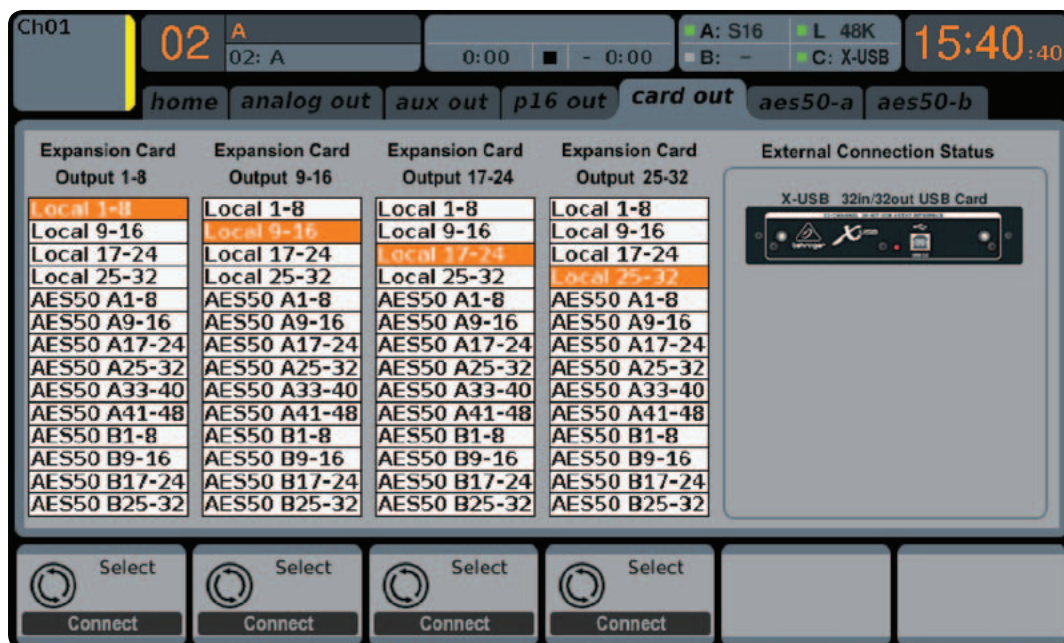 Ch01
02 A
02: A
0:00 - 0:00
A: S16 L 48K
B: - C: X-USB
15:40:40
home analog out aux out p16 out card out aes50-a aes50-b
Expansion Card Output 1-8
Local 1-8
Local 9-16
Local 17-24
Local 25-32
AES50 A1-8
AES50 A9-16
AES50 A17-24
AES50 A25-32
AES50 A33-40
AES50 A41-48
AES50 B1-8
AES50 B9-16
AES50 B17-24
AES50 B25-32
Expansion Card Output 9-16
Local 1-8
Local 9-16
Local 17-24
Local 25-32
AES50 A1-8
AES50 A9-16
AES50 A17-24
AES50 A25-32
AES50 A33-40
AES50 A41-48
AES50 B1-8
AES50 B9-16
AES50 B17-24
AES50 B25-32
Expansion Card Output 17-24
Local 1-8
Local 9-16
Local 17-24
Local 25-32
AES50 A1-8
AES50 A9-16
AES50 A17-24
AES50 A25-32
AES50 A33-40
AES50 A41-48
AES50 B1-8
AES50 B9-16
AES50 B17-24
AES50 B25-32
Expansion Card Output 25-32
Local 1-8
Local 9-16
Local 17-24
Local 25-32
AES50 A1-8
AES50 A9-16
AES50 A17-24
AES50 A25-32
AES50 A33-40
AES50 A41-48
AES50 B1-8
AES50 B9-16
AES50 B17-24
AES50 B25-32
External Connection Status
X-USB 32in/32out USB Card
behringer
Select
Connect
Select
Connect
Select
Connect
Select
Connect